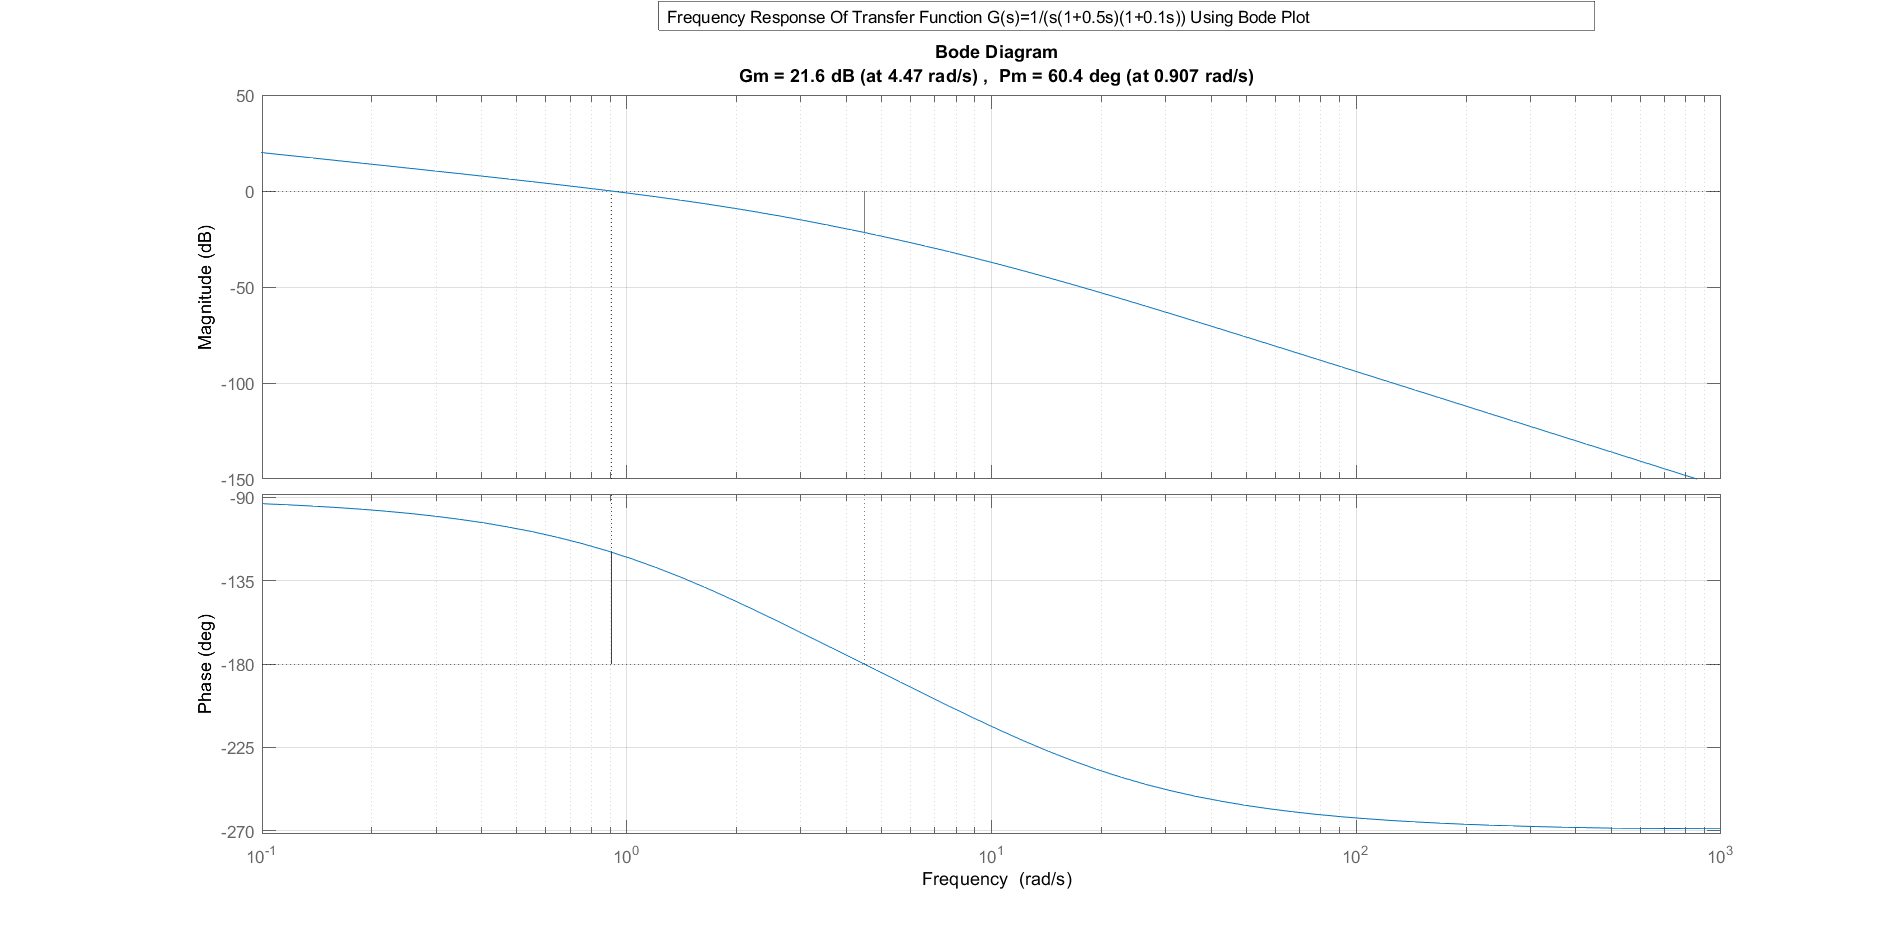 Frequency Response Of Transfer Function G(s)=1/(s(1+0.5s)(1+0.1s)) Using Bode Plot
Bode Diagram
Gm = 21.6 dB (at 4.47 rad/s) ,  Pm = 60.4 deg (at 0.907 rad/s)
50
0
-50
-100
-150
Magnitude (dB)
-90
-135
-180
-225
-270
Phase (deg)
10^-1
10^0
10^1
10^2
10^3
Frequency  (rad/s)